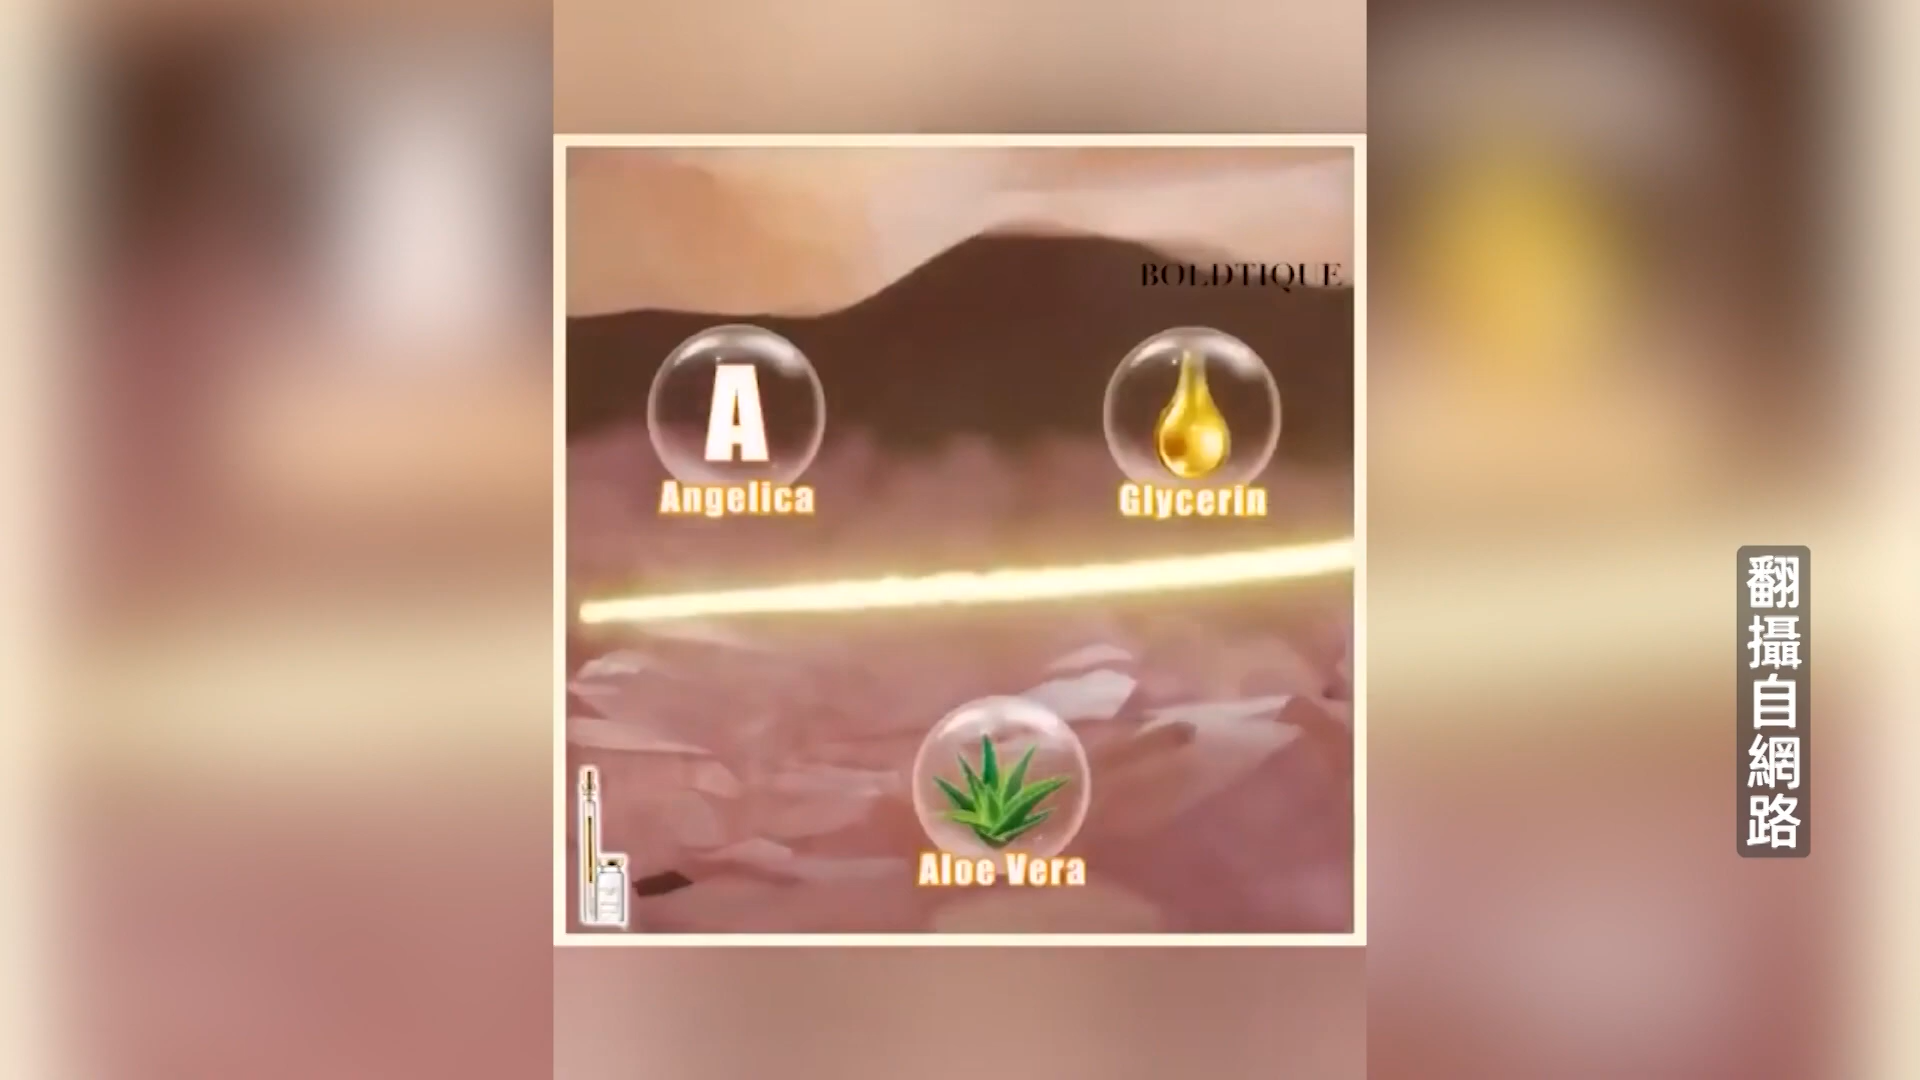 BOLDTIQUE
A
Angelica
Glycerin
Aloe Vera
翻攝自網路